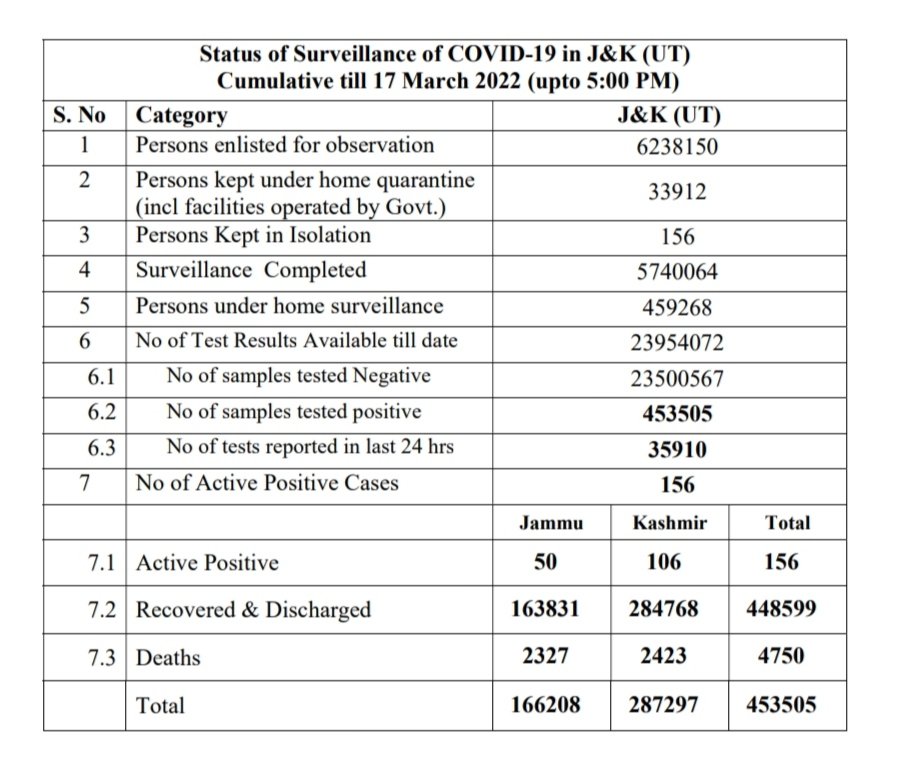 Status of Surveillance of COVID-19 in J&K (UT)
Cumulative till 17 March 2022 (upto 5:00 PM)
S. No Category J&K (UT)
1 Persons enlisted for observation 6238150
2 Persons kept under home quarantine
(incl facilities operated by Govt.) 33912
3 Persons Kept in Isolation 156
4 Surveillance Completed 5740064
5 Persons under home surveillance 459268
6 No of Test Results Available till date 23954072
6.1 No of samples tested Negative 23500567
6.2 No of samples tested positive 453505
6.3 No of tests reported in last 24 hrs 35910
7 No of Active Positive Cases 156
Jammu Kashmir Total
7.1 Active Positive 50 106 156
7.2 Recovered & Discharged 163831 284768 448599
7.3 Deaths 2327 2423 4750
Total 166208 287297 453505